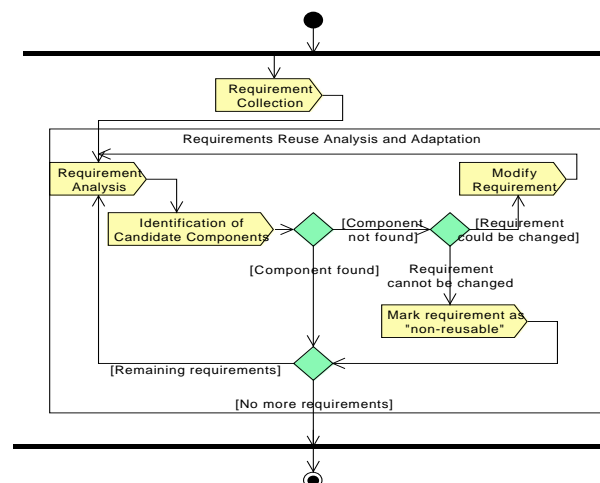 Requirement
Collection
Requirements Reuse Analysis and Adaptation
Requirement
Analysis
Modify
Requirement
Identification of
Candidate Components
[Component
not found]
[Requirement
could be changed]
[Component found]
Requirement
cannot be changed
Mark requirement as
"non-reusable"
[Remaining requirements]
[No more requirements]